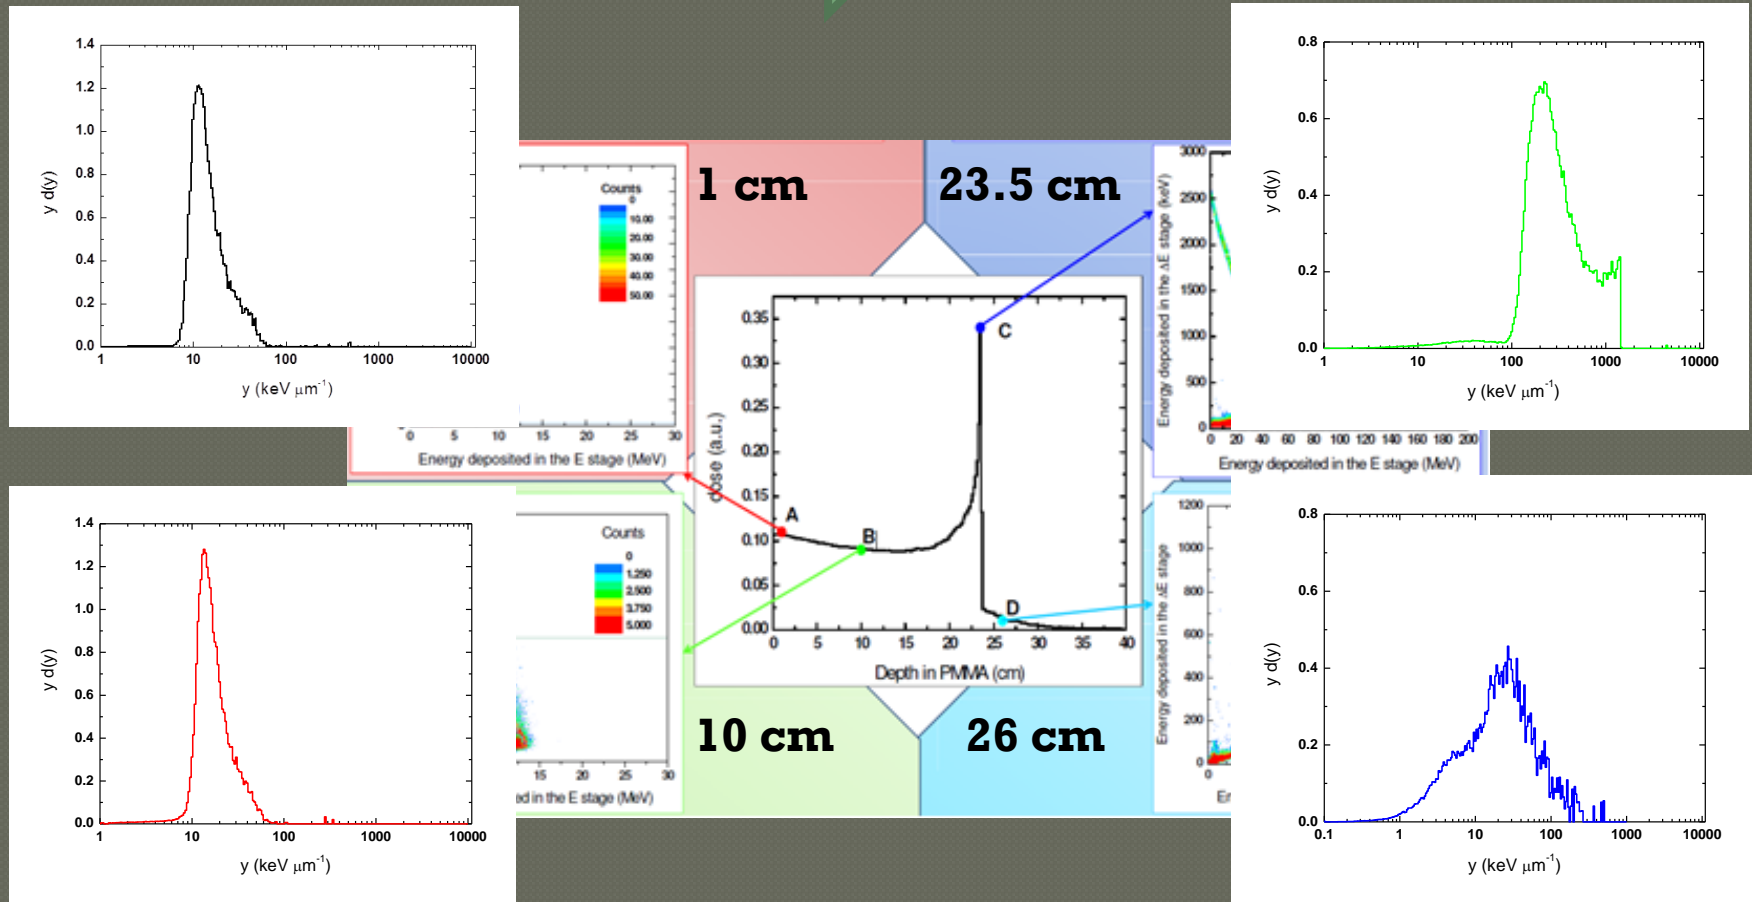 1.4
1.2
1.0
0.8
0.6
0.4
0.2
0.0
y d(y)
1 10 100 1000 10000
y (keV μm⁻¹)
Counts
0
10.00
20.00
30.00
40.00
50.00
0 5 10 15 20 25 30
Energy deposited in the E stage (MeV)
1 cm
23.5 cm
Energy deposited in the ΔE stage (keV)
3000
2500
2000
1500
1000
500
0
0 20 40 60 80 100 120 140 160 180 200
Energy deposited in the E stage (MeV)
0.8
0.6
0.4
0.2
0.0
y d(y)
1 10 100 1000 10000
y (keV μm⁻¹)
dose (a.u.)
0.35
0.30
0.25
0.20
0.15
0.10
0.05
0.00
A
B
C
D
0 5 10 15 20 25 30 35 40
Depth in PMMA (cm)
1.4
1.2
1.0
0.8
0.6
0.4
0.2
0.0
y d(y)
1 10 100 1000 10000
y (keV μm⁻¹)
Counts
0
1.250
2.500
3.750
5.000
15 20 25 30
ed in the E stage (MeV)
10 cm
26 cm
Energy deposited in the ΔE stage
1200
1000
800
600
400
200
0
0
En
0.8
0.6
0.4
0.2
0.0
y d(y)
0.1 1 10 100 1000 10000
y (keV μm⁻¹)